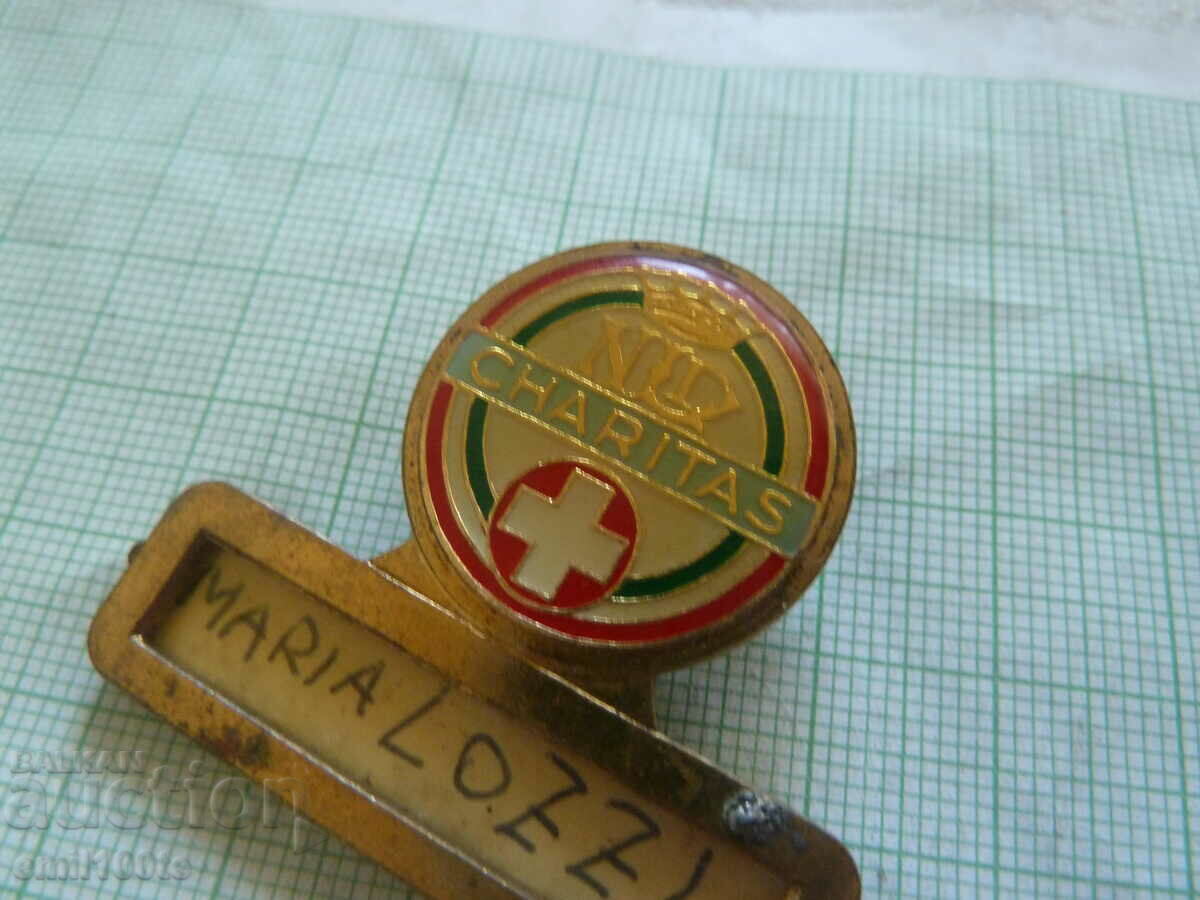 CHARITAS
MARIA LOZZI
BALKAN
auction
emil100ts